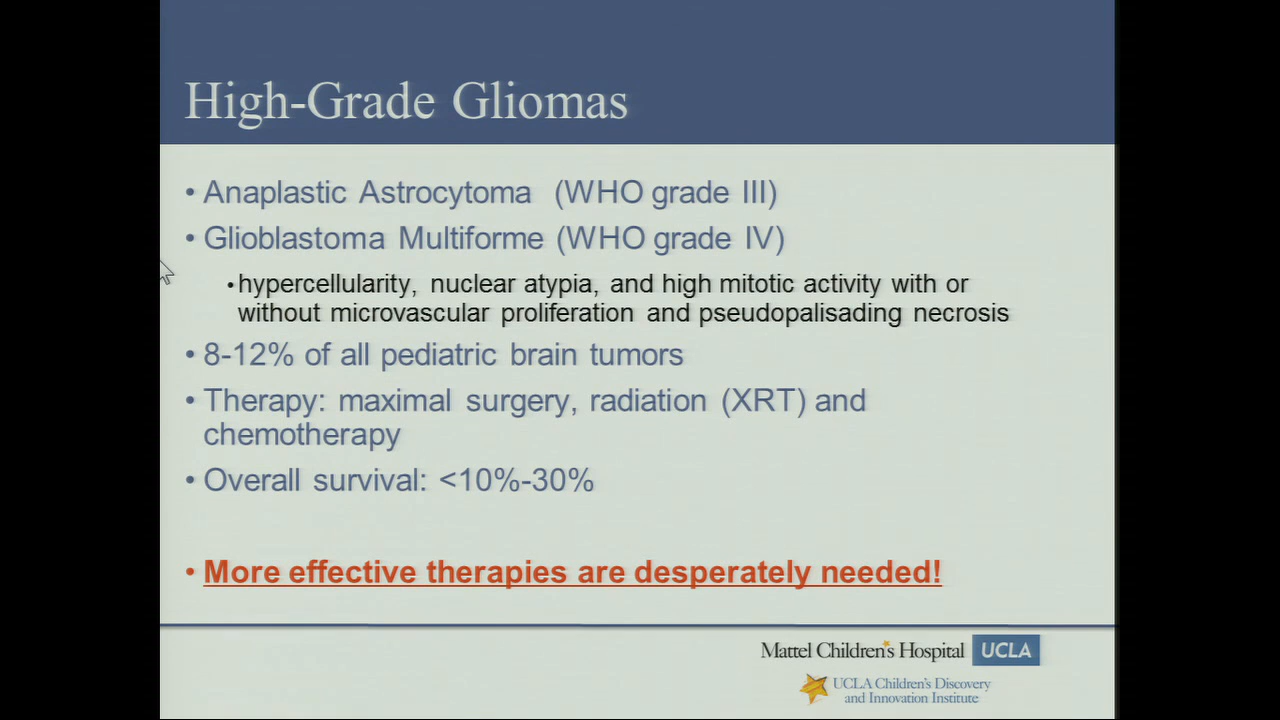 High-Grade Gliomas
• Anaplastic Astrocytoma (WHO grade III)
• Glioblastoma Multiforme (WHO grade IV)
• hypercellularity, nuclear atypia, and high mitotic activity with or
without microvascular proliferation and pseudopalisading necrosis
• 8-12% of all pediatric brain tumors
• Therapy: maximal surgery, radiation (XRT) and
chemotherapy
• Overall survival: <10%-30%
• More effective therapies are desperately needed!
Mattel Children's Hospital UCLA
UCLA Children's Discovery
and Innovation Institute